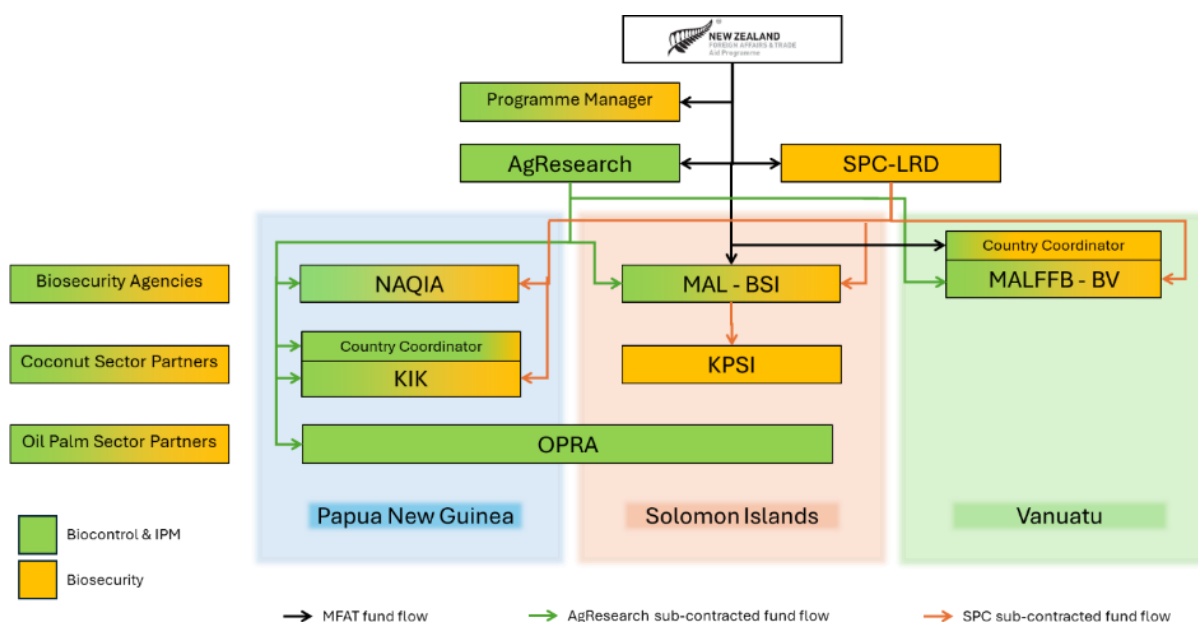 NEW ZEALAND
FOREIGN AFFAIRS & TRADE
Aid Programme
Programme Manager
AgResearch
SPC-LRD
Country Coordinator
Biosecurity Agencies
NAQIA
MAL - BSI
MALFFB - BV
Country Coordinator
Coconut Sector Partners
KIK
KPSI
Oil Palm Sector Partners
OPRA
Papua New Guinea
Solomon Islands
Vanuatu
Biocontrol & IPM
Biosecurity
MFAT fund flow
AgResearch sub-contracted fund flow
SPC sub-contracted fund flow